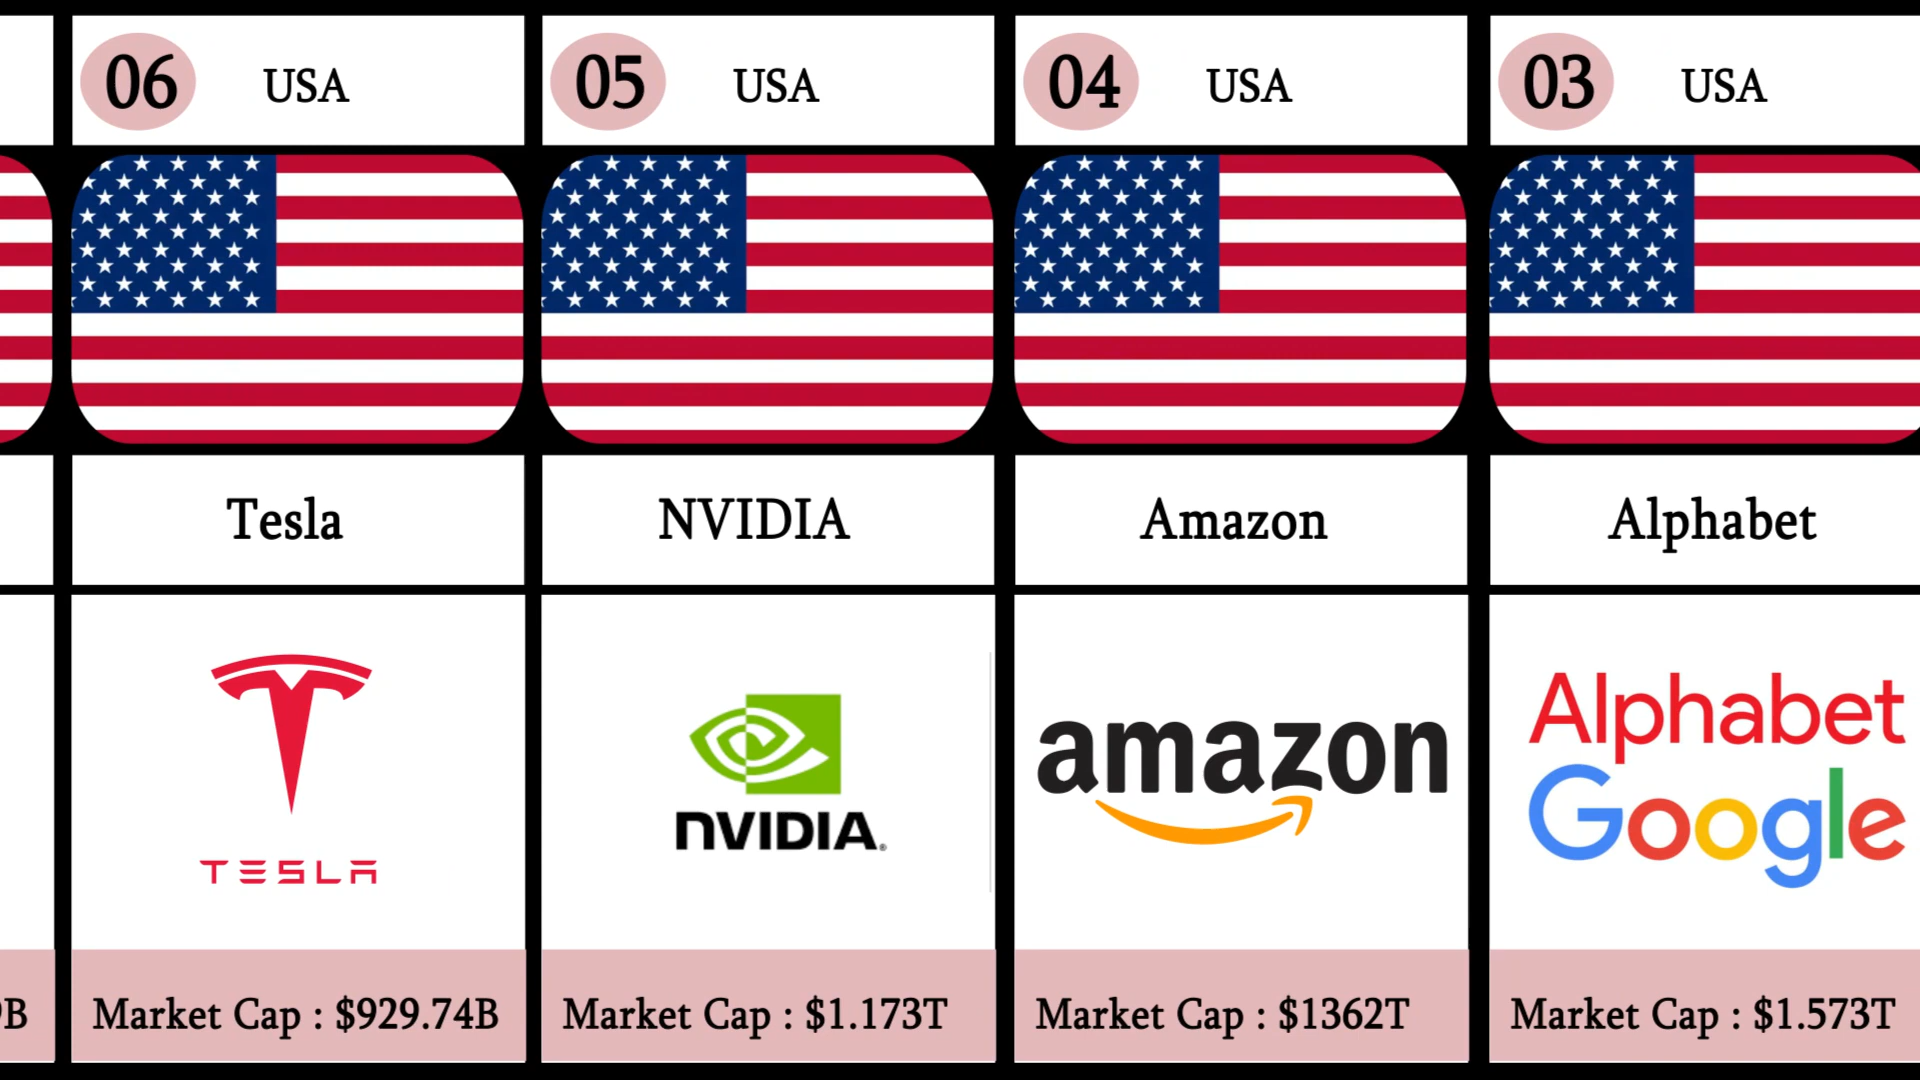 06 USA
05 USA
04 USA
03 USA
Tesla
NVIDIA
Amazon
Alphabet
TESLA
NVIDIA®
amazon
Alphabet
Google
B
Market Cap : $929.74B
Market Cap : $1.173T
Market Cap : $1362T
Market Cap : $1.573T